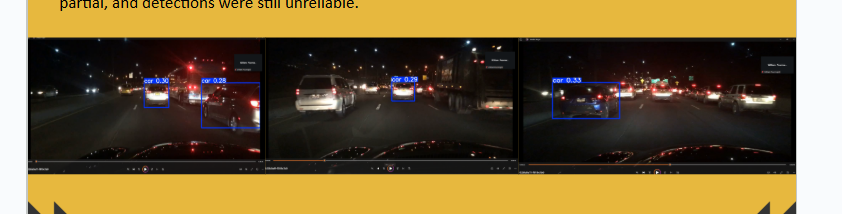 partial, and detections were still unreliable.
car 0.30
car 0.28
car 0.29
car 0.33